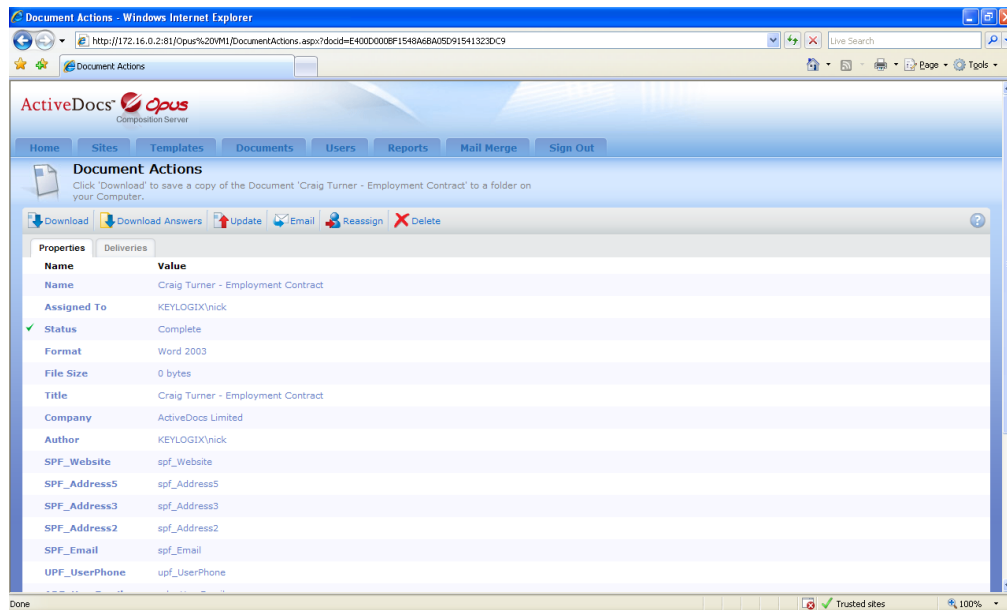 Document Actions - Windows Internet Explorer
http://172.16.0.2:81/Opus%20VM1/DocumentActions.aspx?docid=E400D000BF1548A6BA05D91541323DC9
Live Search
Document Actions
Page
Tools
ActiveDocs Opus
Composition Server
Home Sites Templates Documents Users Reports Mail Merge Sign Out
Document Actions
Click 'Download' to save a copy of the Document 'Craig Turner - Employment Contract' to a folder on
your Computer.
Download Download Answers Update Email Reassign Delete
Properties Deliveries
Name Value
Name Craig Turner - Employment Contract
Assigned To KEYLOGIX\nick
Status Complete
Format Word 2003
File Size 0 bytes
Title Craig Turner - Employment Contract
Company ActiveDocs Limited
Author KEYLOGIX\nick
SPF_Website spf_Website
SPF_Address5 spf_Address5
SPF_Address3 spf_Address3
SPF_Address2 spf_Address2
SPF_Email spf_Email
UPF_UserPhone upf_UserPhone
Done Trusted sites 100%